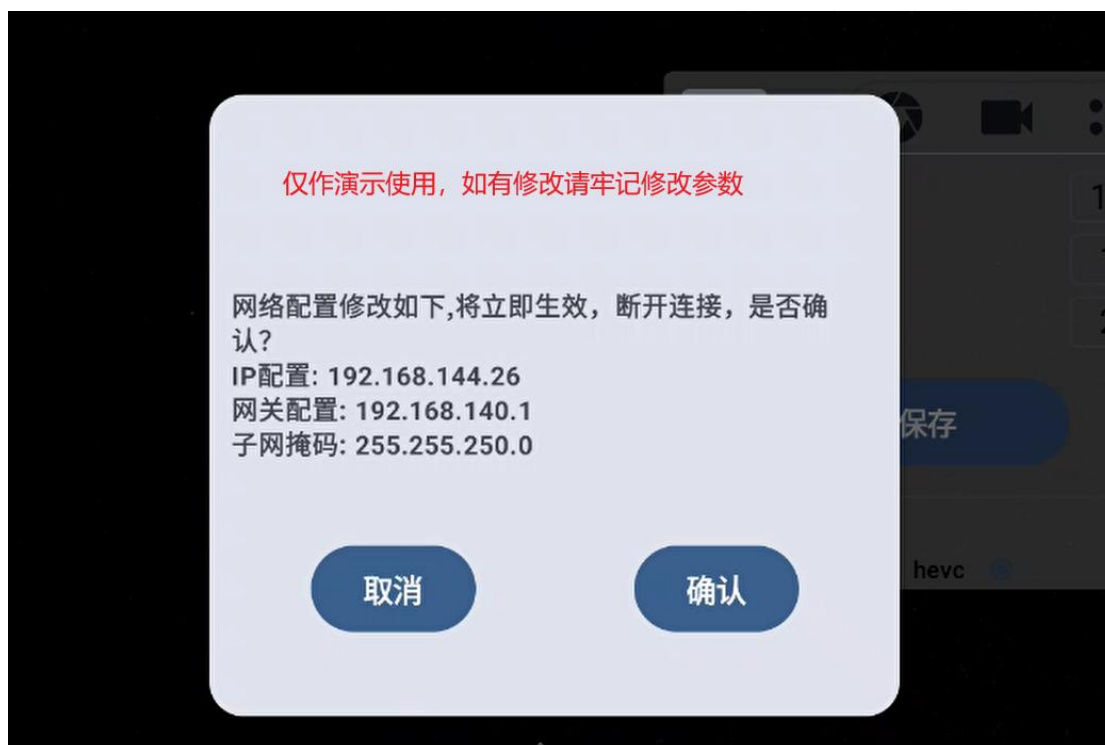 仅作演示使用，如有修改请牢记修改参数
网络配置修改如下,将立即生效，断开连接，是否确
认？
IP配置: 192.168.144.26
网关配置: 192.168.140.1
子网掩码: 255.255.250.0
保存
hevc
取消
确认